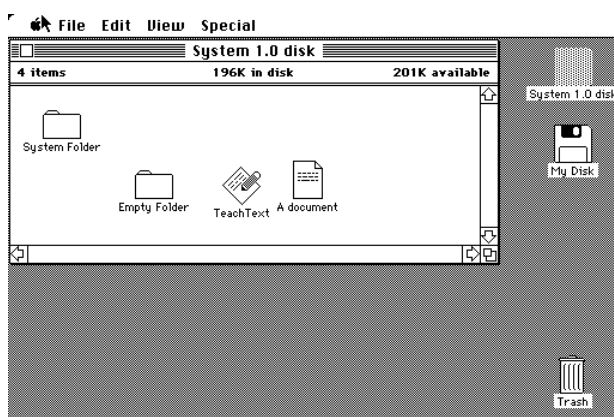 File Edit View Special
System 1.0 disk
4 items 196K in disk 201K available
System Folder
Empty Folder
TeachText
A document
System 1.0 disk
My Disk
Trash